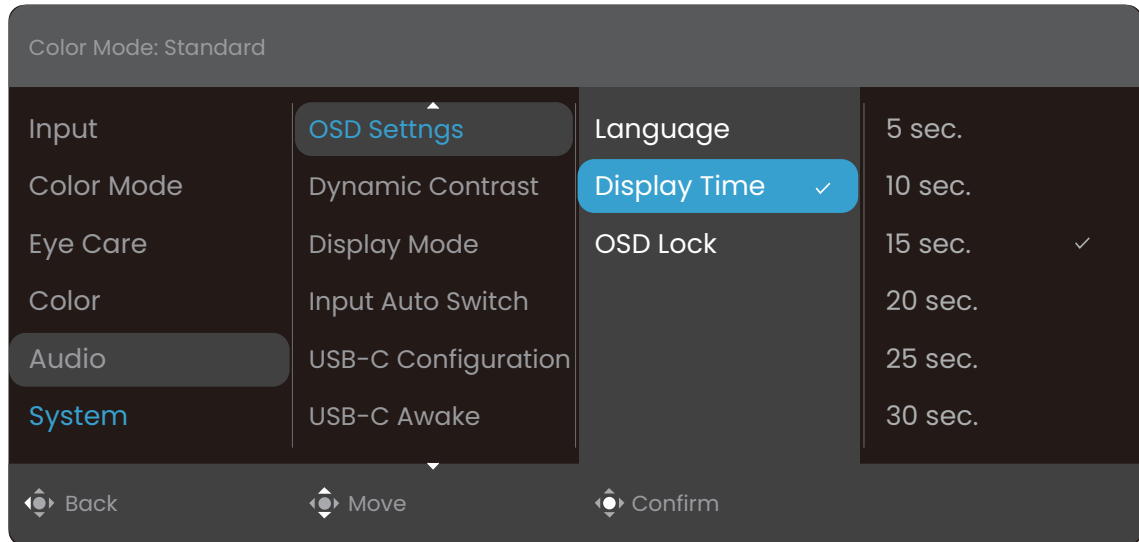 Color Mode: Standard
Input
Color Mode
Eye Care
Color
Audio
System
OSD Settngs
Dynamic Contrast
Display Mode
Input Auto Switch
USB-C Configuration
USB-C Awake
Language
Display Time
OSD Lock
5 sec.
10 sec.
15 sec.
20 sec.
25 sec.
30 sec.
Back
Move
Confirm